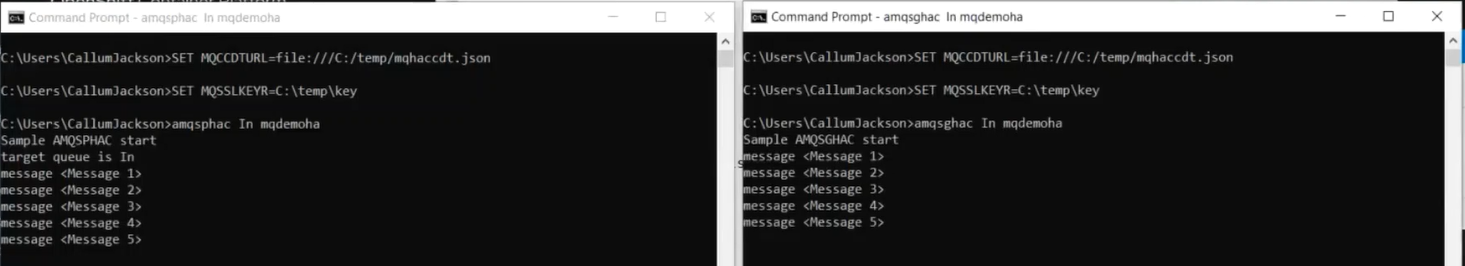 Command Prompt - amqsphac  In mqdemoha
C:\Users\CallumJackson>SET MQCCDTURL=file:///C:/temp/mqhaccdt.json
C:\Users\CallumJackson>SET MQSSLKEYR=C:\temp\key
C:\Users\CallumJackson>amqsphac In mqdemoha
Sample AMQSPHAC start
target queue is In
message <Message 1>
message <Message 2>
message <Message 3>
message <Message 4>
message <Message 5>
Command Prompt - amqsghac  In mqdemoha
C:\Users\CallumJackson>SET MQCCDTURL=file:///C:/temp/mqhaccdt.json
C:\Users\CallumJackson>SET MQSSLKEYR=C:\temp\key
C:\Users\CallumJackson>amqsghac In mqdemoha
Sample AMQSGHAC start
message <Message 1>
message <Message 2>
message <Message 3>
message <Message 4>
message <Message 5>